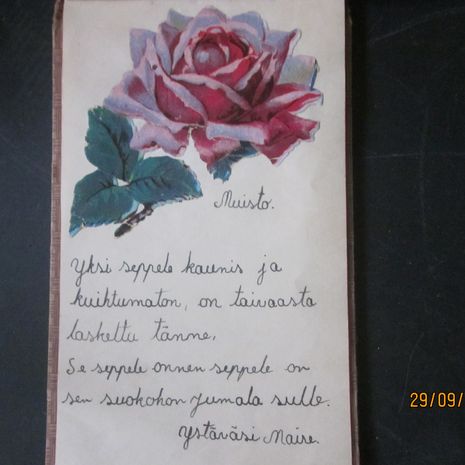 Muisto.
Yksi seppele kaunis ja
kuihtumaton, on taivaasta
laskettu tänne.
Se seppele onnen seppele on
sen suokohon Jumala sulle.
Ystäväsi Maire.
29/09/